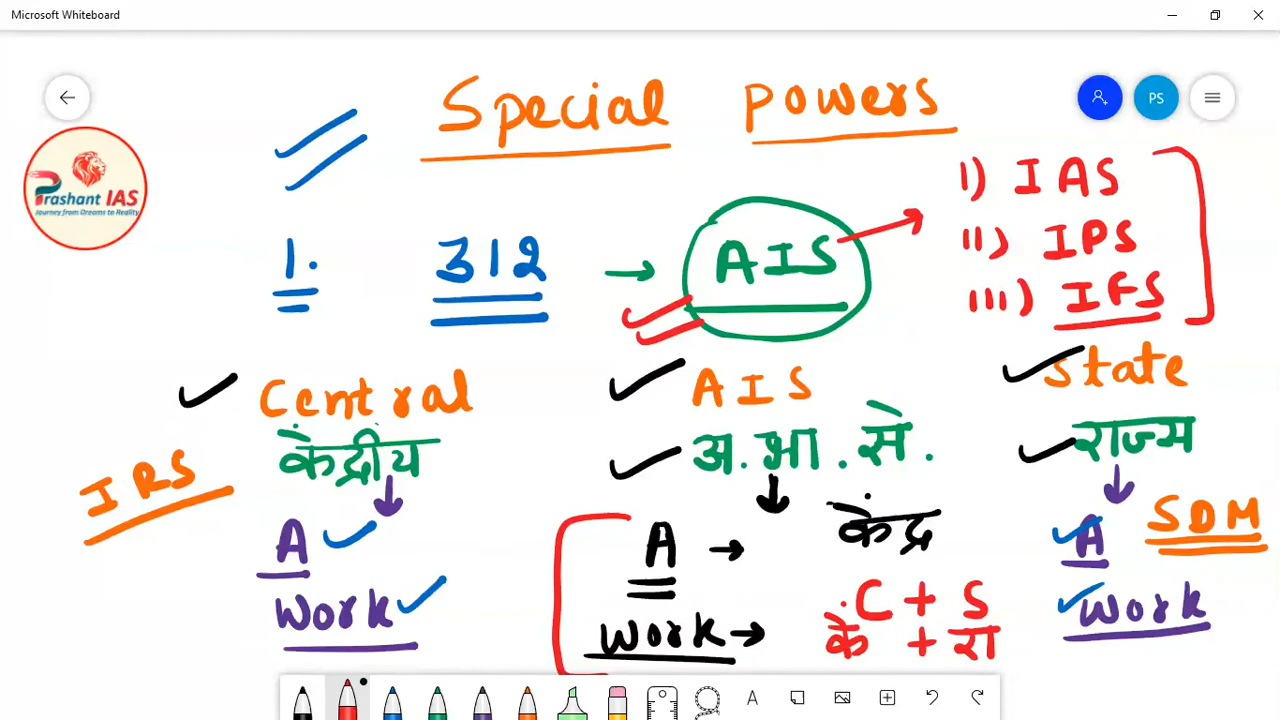 Microsoft Whiteboard
Special Powers
PS
Prashant IAS
Journey from Dreams to Reality
1. 312 → AIS
i) IAS
ii) IPS
iii) IFS
Central AIS State
केंद्रीय अ.भा.से. राज्य
IRS
SDM
A A → केंद्र A
Work Work → C + S Work
के + रा
A